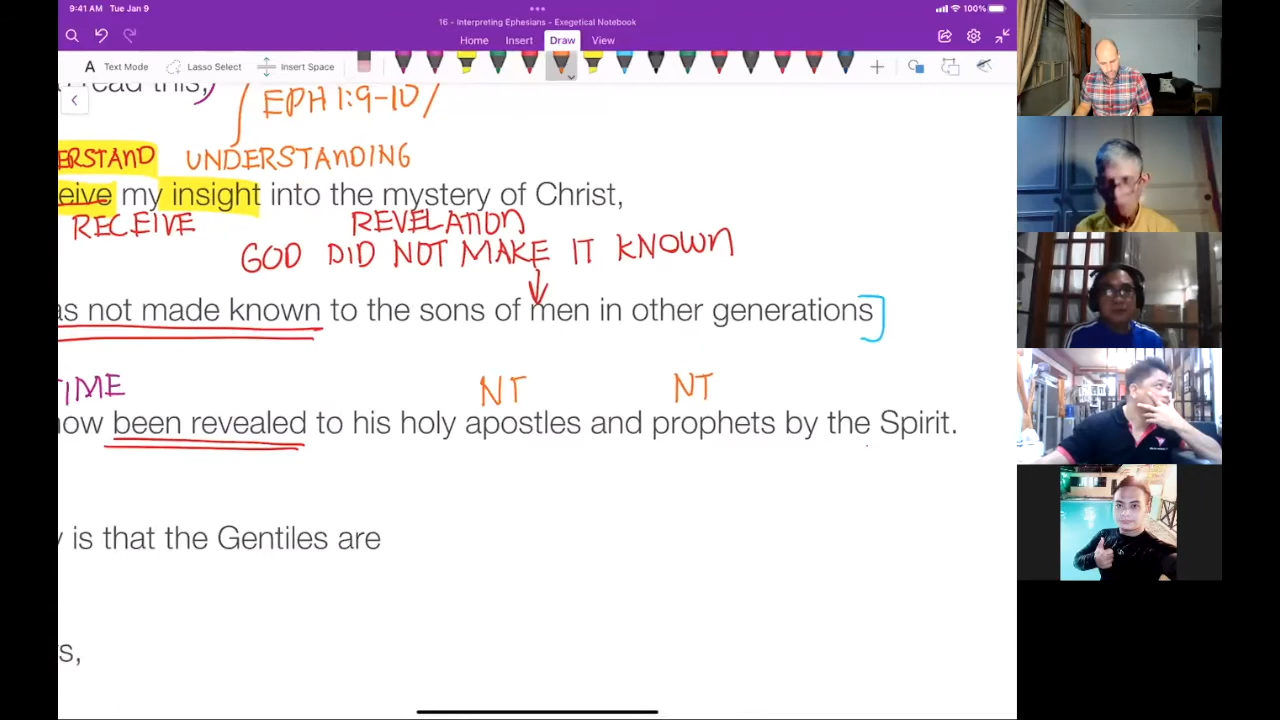 9:41 AM Tue Jan 9
100%
16 - Interpreting Ephesians - Exegetical Notebook
Home Insert Draw View
A Text Mode Lasso Select Insert Space
read this,
EPH 1:9-10
ERSTAND UNDERSTANDING
eive my insight into the mystery of Christ,
RECEIVE REVELATION
GOD DID NOT MAKE IT KNOWN
as not made known to the sons of men in other generations]
TIME NT NT
now been revealed to his holy apostles and prophets by the Spirit.
y is that the Gentiles are
s,